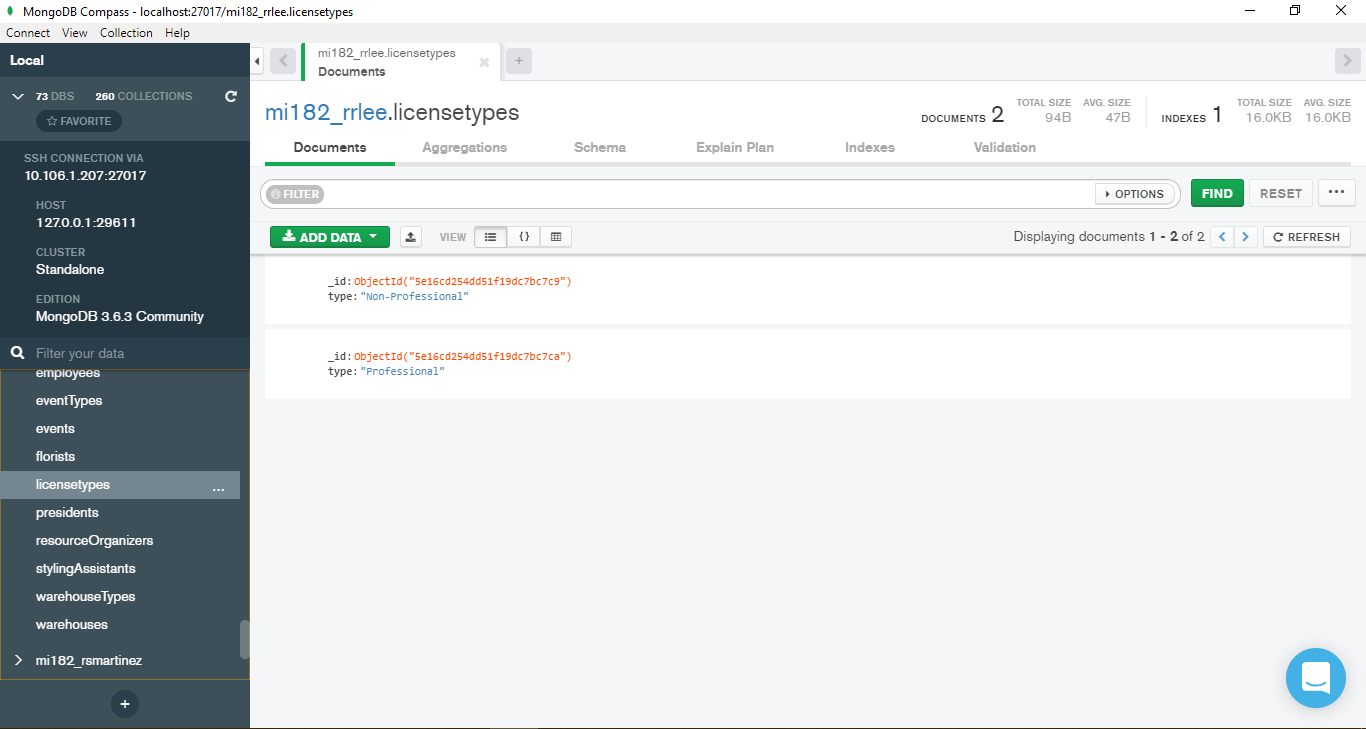 MongoDB Compass - localhost:27017/mi182_rrlee.licensetypes
Connect View Collection Help
Local
73 DBS 260 COLLECTIONS
FAVORITE
SSH CONNECTION VIA
10.106.1.207:27017
HOST
127.0.0.1:29611
CLUSTER
Standalone
EDITION
MongoDB 3.6.3 Community
Filter your data
employees
eventTypes
events
florists
licensetypes ...
presidents
resourceOrganizers
stylingAssistants
warehouseTypes
warehouses
mi182_rsmartinez
+
mi182_rrlee.licensetypes
Documents
+
mi182_rrlee.licensetypes
DOCUMENTS 2 TOTAL SIZE 94B AVG. SIZE 47B INDEXES 1 TOTAL SIZE 16.0KB AVG. SIZE 16.0KB
Documents Aggregations Schema Explain Plan Indexes Validation
FILTER OPTIONS FIND RESET ...
ADD DATA VIEW {} Displaying documents 1 - 2 of 2 REFRESH
_id: ObjectId("5e16cd254dd51f19dc7bc7c9")
type: "Non-Professional"
_id: ObjectId("5e16cd254dd51f19dc7bc7ca")
type: "Professional"